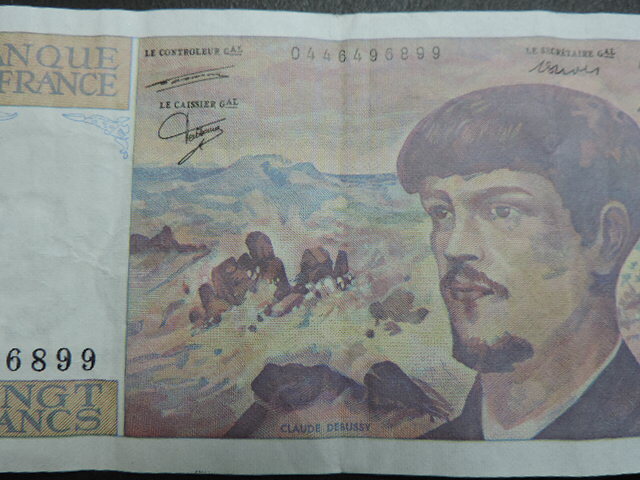 ANQUE
FRANCE
LE CONTROLEUR GAL
0446496899
LE SECRÉTAIRE GAL
LE CAISSIER GAL
6899
NGT
ANCS
CLAUDE DEBUSSY